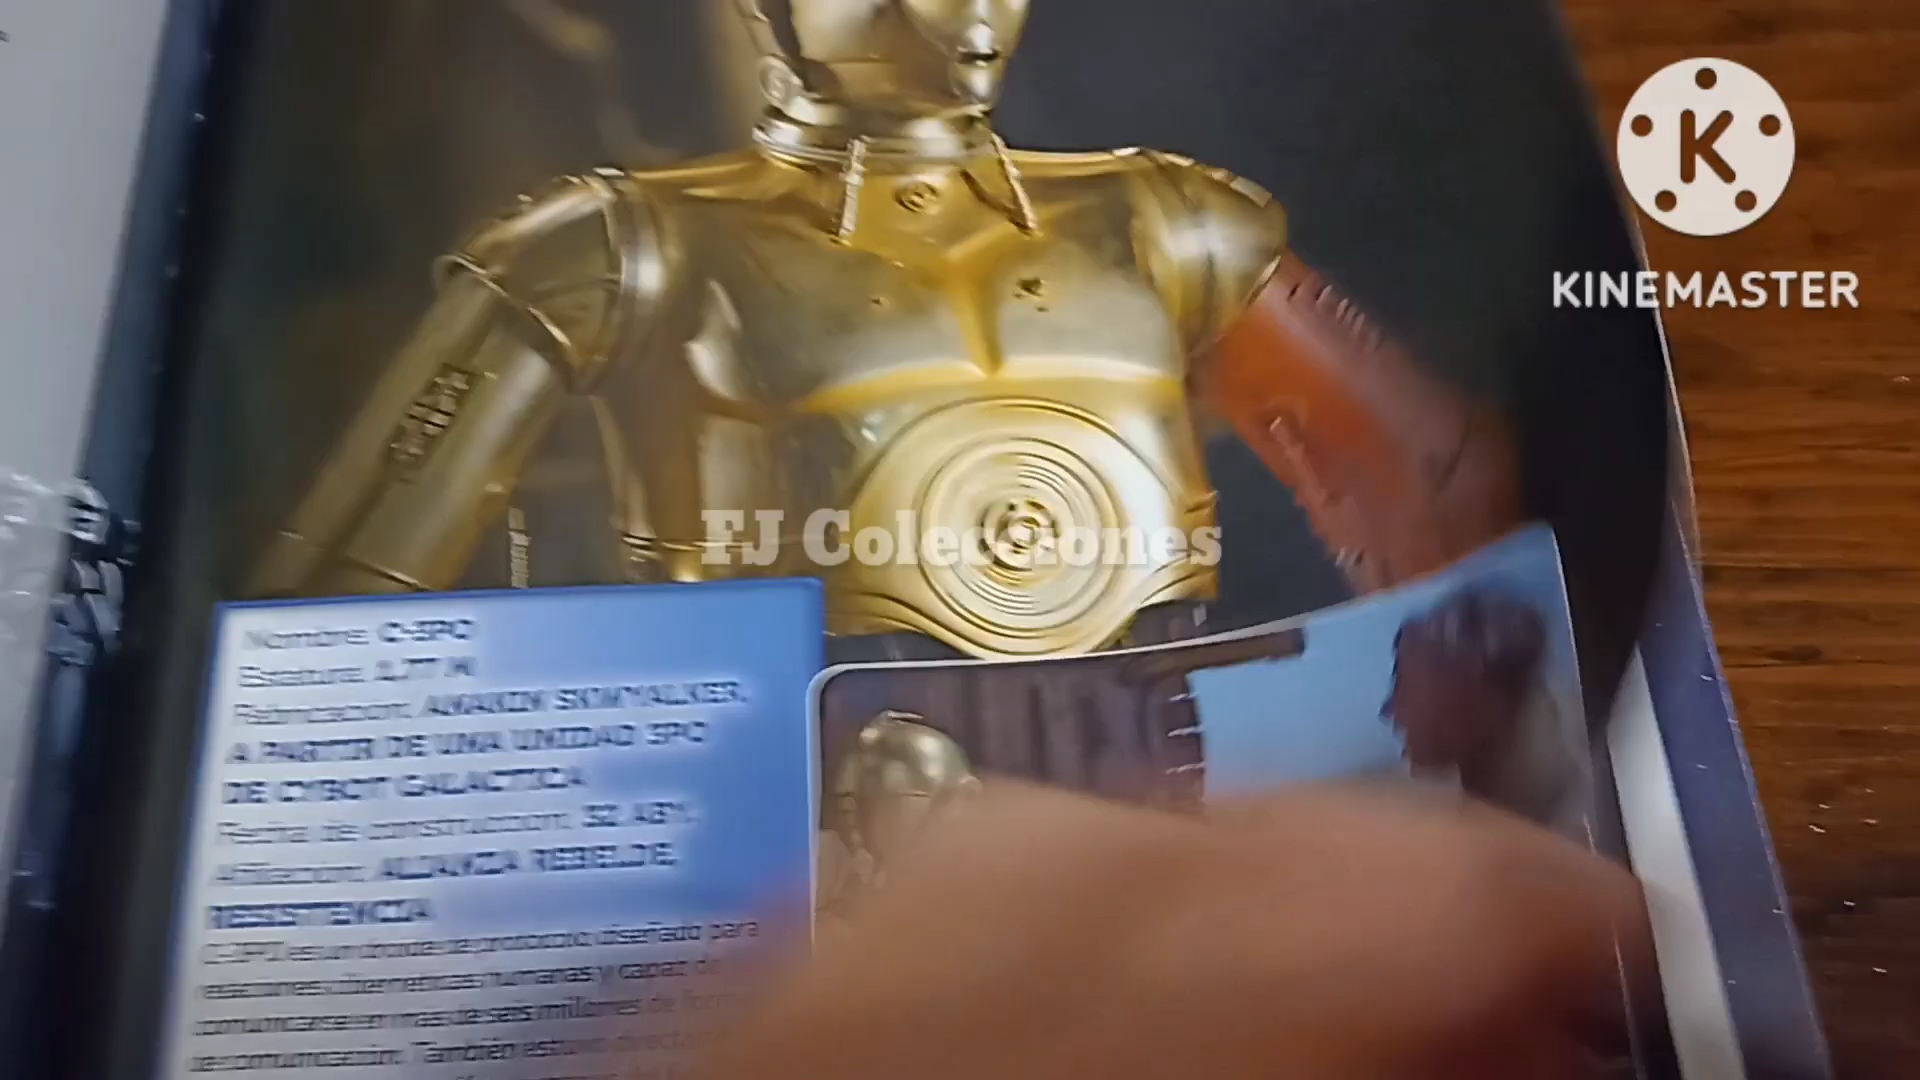 KINEMASTER
FJ Colecciones
Nombre: C-3PO
Estatura: 1,77 M
Fabricación: ANAKIN SKYWALKER,
A PARTIR DE UNA UNIDAD 3PO
DE CYBOT GALACTICA
Fecha de construcción: 32 ABY.
Afiliación: ALIANZA REBELDE,
RESISTENCIA
C-3PO es un droide de protocolo diseñado para
relaciones cibernéticas humanas y capaz de
comunicarse en más de seis millones de
de comunicación. También estuvo